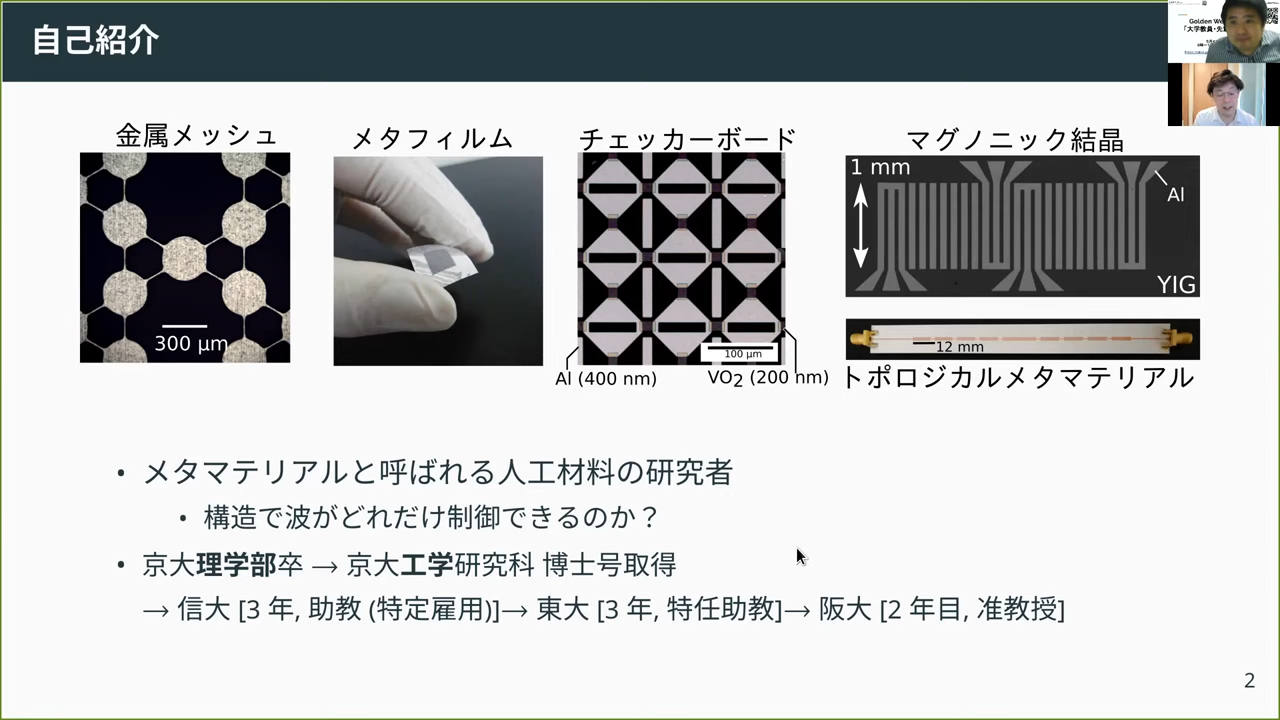 自己紹介
Golden We
「大学教員・先
金属メッシュ
メタフィルム
チェッカーボード
マグノニック結晶
300 µm
100 µm
Al (400 nm)
VO2 (200 nm)
1 mm
Al
YIG
12 mm
トポロジカルメタマテリアル
• メタマテリアルと呼ばれる人工材料の研究者
• 構造で波がどれだけ制御できるのか？
• 京大理学部卒 → 京大工学研究科 博士号取得
→ 信大 [3 年, 助教 (特定雇用)]→ 東大 [3 年, 特任助教]→ 阪大 [2 年目, 准教授]
2